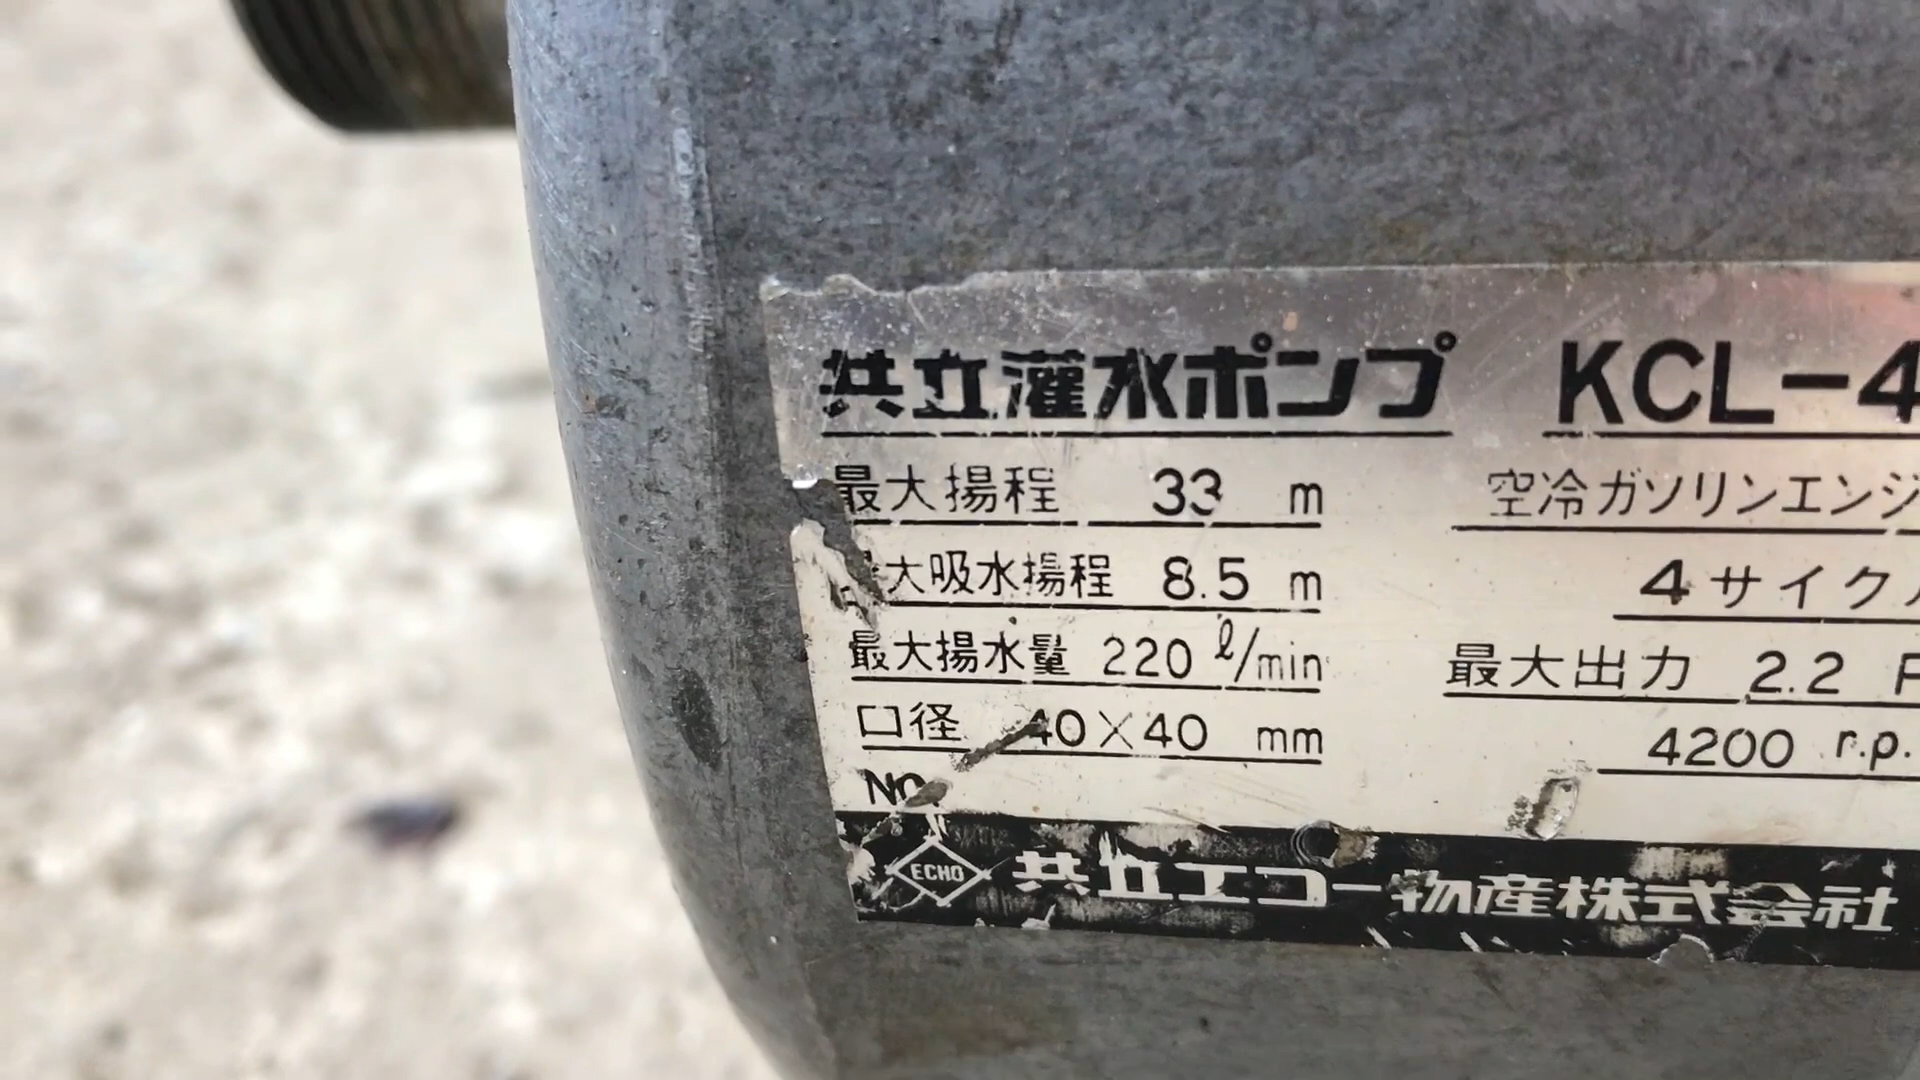 共立灌水ポンプ KCL-4
最大揚程 33 m 空冷ガソリンエンジ
大吸水揚程 8.5 m 4サイクル
最大揚水量 220 ℓ/min 最大出力 2.2 P
口径 40×40 mm 4200 r.p.
No.
ECHO 共立エコー物産株式会社